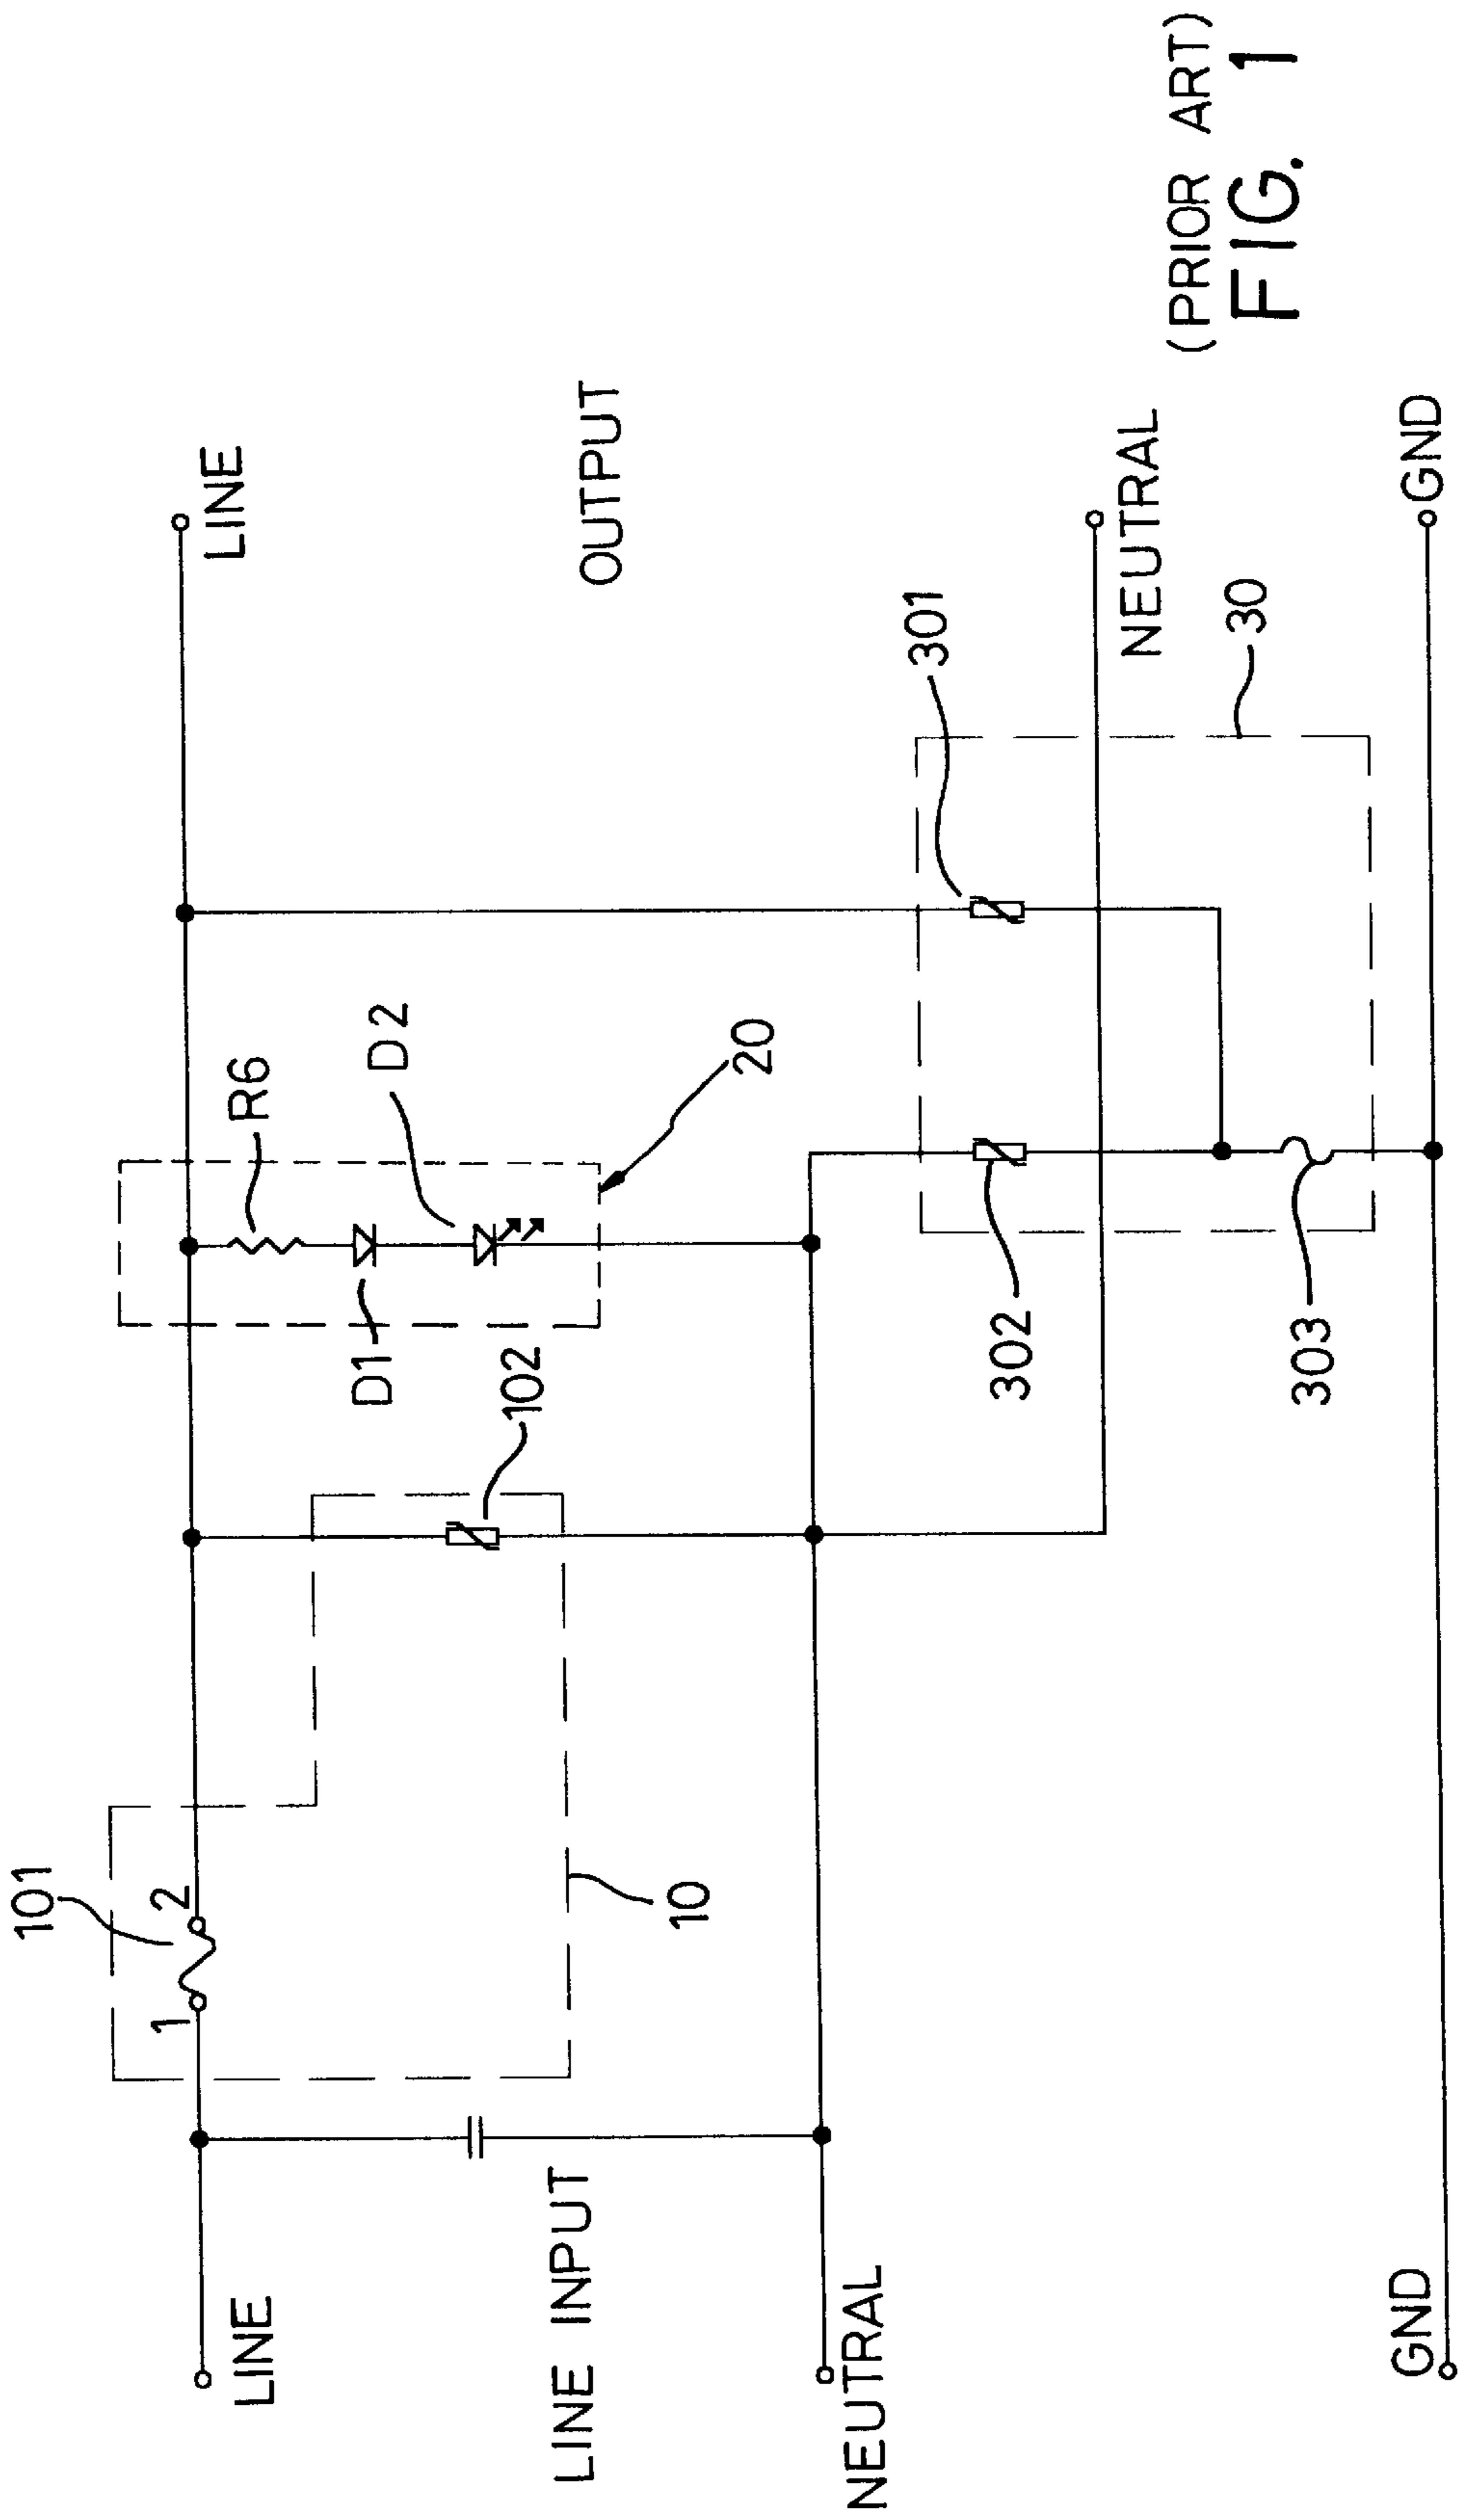 LINE
LINE INPUT
NEUTRAL
GND
101
1
2
10
102
D1
R6
D2
20
302
303
301
30
LINE
OUTPUT
NEUTRAL
GND
(PRIOR ART)
FIG. 1